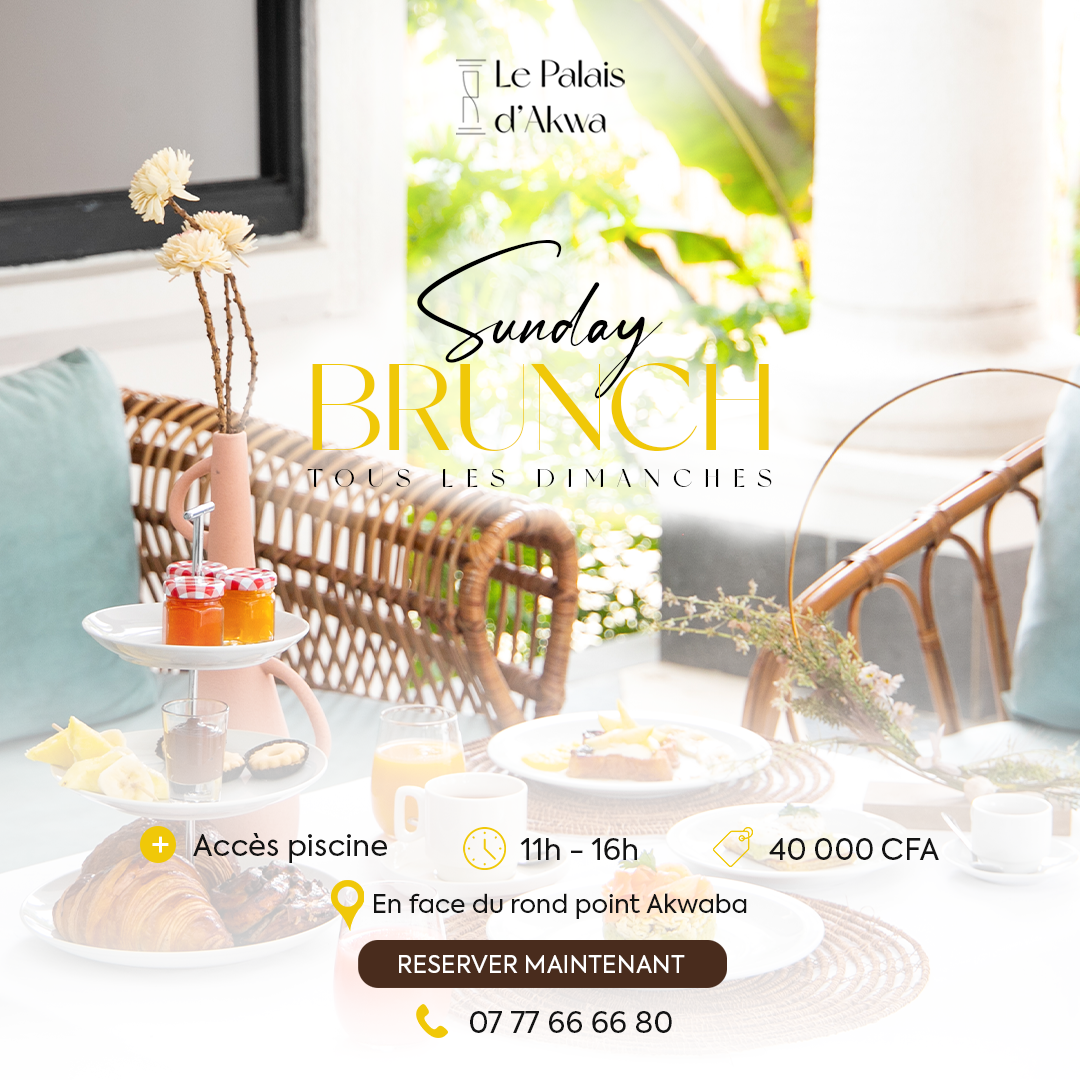 Le Palais
d'Akwa
Sunday
BRUNCH
TOUS LES DIMANCHES
Accès piscine
11h - 16h
40 000 CFA
En face du rond point Akwaba
RESERVER MAINTENANT
07 77 66 66 80